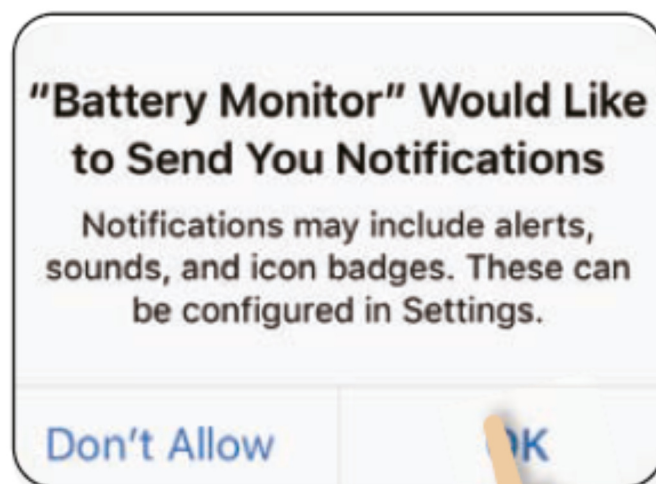 "Battery Monitor" Would Like
to Send You Notifications
Notifications may include alerts,
sounds, and icon badges. These can
be configured in Settings.
Don't Allow
OK